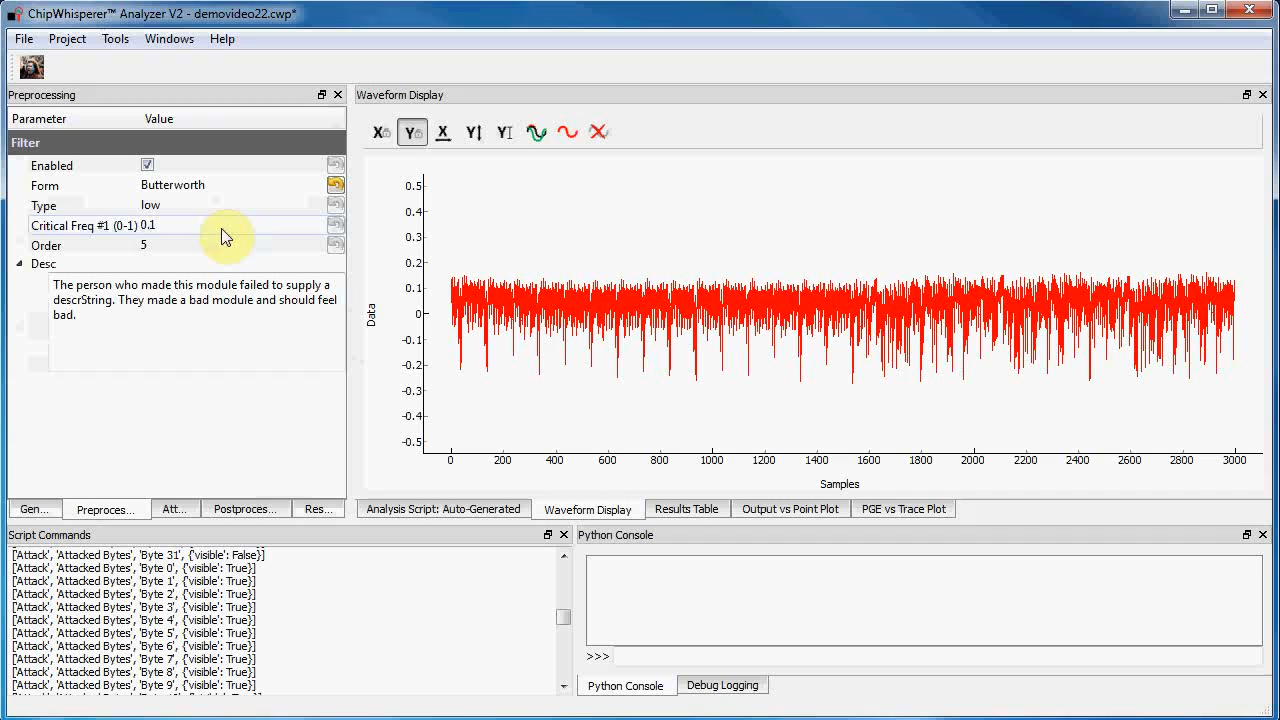 ChipWhisperer™ Analyzer V2 - demovideo22.cwp*
File Project Tools Windows Help
Preprocessing
Parameter Value
Filter
Enabled
Form Butterworth
Type low
Critical Freq #1 (0-1) 0.1
Order 5
Desc
The person who made this module failed to supply a
descrString. They made a bad module and should feel
bad.
Gen... Preproces... Att... Postproces... Res...
Waveform Display
X Y X Y Y
0.5
0.4
0.3
0.2
0.1
0
-0.1
-0.2
-0.3
-0.4
-0.5
Data
0 200 400 600 800 1000 1200 1400 1600 1800 2000 2200 2400 2600 2800 3000
Samples
Analysis Script: Auto-Generated Waveform Display Results Table Output vs Point Plot PGE vs Trace Plot
Script Commands
['Attack', 'Attacked Bytes', 'Byte 31', {'visible': False}]
['Attack', 'Attacked Bytes', 'Byte 0', {'visible': True}]
['Attack', 'Attacked Bytes', 'Byte 1', {'visible': True}]
['Attack', 'Attacked Bytes', 'Byte 2', {'visible': True}]
['Attack', 'Attacked Bytes', 'Byte 3', {'visible': True}]
['Attack', 'Attacked Bytes', 'Byte 4', {'visible': True}]
['Attack', 'Attacked Bytes', 'Byte 5', {'visible': True}]
['Attack', 'Attacked Bytes', 'Byte 6', {'visible': True}]
['Attack', 'Attacked Bytes', 'Byte 7', {'visible': True}]
['Attack', 'Attacked Bytes', 'Byte 8', {'visible': True}]
['Attack', 'Attacked Bytes', 'Byte 9', {'visible': True}]
Python Console
>>>
Python Console Debug Logging